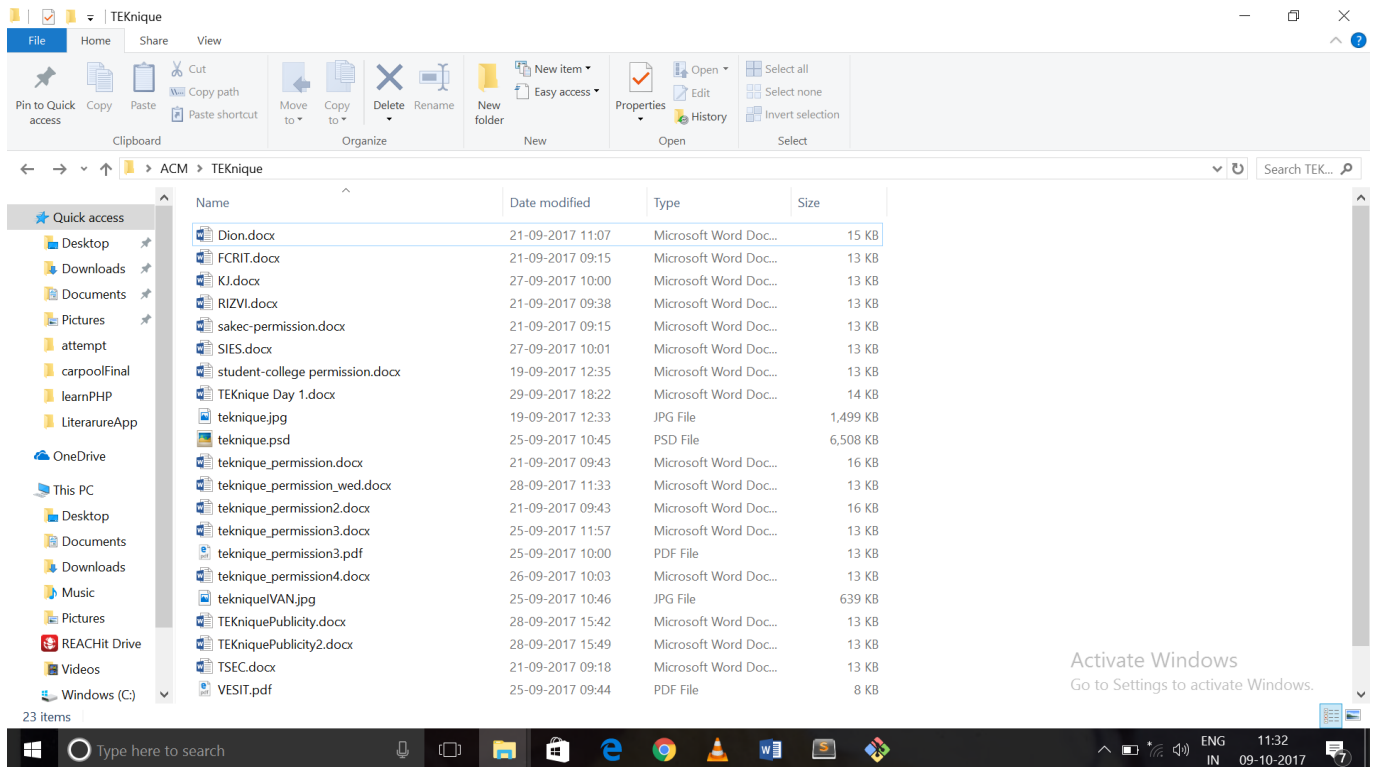 TEKnique
File Home Share View
Pin to Quick access
Copy
Paste
Cut
Copy path
Paste shortcut
Clipboard
Move to
Copy to
Delete
Rename
Organize
New folder
New item
Easy access
New
Properties
Open
Edit
History
Open
Select all
Select none
Invert selection
Select
ACM > TEKnique
Search TEK...
Quick access
Desktop
Downloads
Documents
Pictures
attempt
carpoolFinal
learnPHP
LiterarureApp
OneDrive
This PC
Desktop
Documents
Downloads
Music
Pictures
REACHit Drive
Videos
Windows (C:)
Name Date modified Type Size
Dion.docx 21-09-2017 11:07 Microsoft Word Doc... 15 KB
FCRIT.docx 21-09-2017 09:15 Microsoft Word Doc... 13 KB
KJ.docx 27-09-2017 10:00 Microsoft Word Doc... 13 KB
RIZVI.docx 21-09-2017 09:38 Microsoft Word Doc... 13 KB
sakec-permission.docx 21-09-2017 09:15 Microsoft Word Doc... 13 KB
SIES.docx 27-09-2017 10:01 Microsoft Word Doc... 13 KB
student-college permission.docx 19-09-2017 12:35 Microsoft Word Doc... 13 KB
TEKnique Day 1.docx 29-09-2017 18:22 Microsoft Word Doc... 14 KB
teknique.jpg 19-09-2017 12:33 JPG File 1,499 KB
teknique.psd 25-09-2017 10:45 PSD File 6,508 KB
teknique_permission.docx 21-09-2017 09:43 Microsoft Word Doc... 16 KB
teknique_permission_wed.docx 28-09-2017 11:33 Microsoft Word Doc... 13 KB
teknique_permission2.docx 21-09-2017 09:43 Microsoft Word Doc... 16 KB
teknique_permission3.docx 25-09-2017 11:57 Microsoft Word Doc... 13 KB
teknique_permission3.pdf 25-09-2017 10:00 PDF File 13 KB
teknique_permission4.docx 26-09-2017 10:03 Microsoft Word Doc... 13 KB
tekniqueIVAN.jpg 25-09-2017 10:46 JPG File 639 KB
TEKniquePublicity.docx 28-09-2017 15:42 Microsoft Word Doc... 13 KB
TEKniquePublicity2.docx 28-09-2017 15:49 Microsoft Word Doc... 13 KB
TSEC.docx 21-09-2017 09:18 Microsoft Word Doc... 13 KB
VESIT.pdf 25-09-2017 09:44 PDF File 8 KB
Activate Windows
Go to Settings to activate Windows.
23 items
Type here to search
ENG
IN
11:32
09-10-2017
7